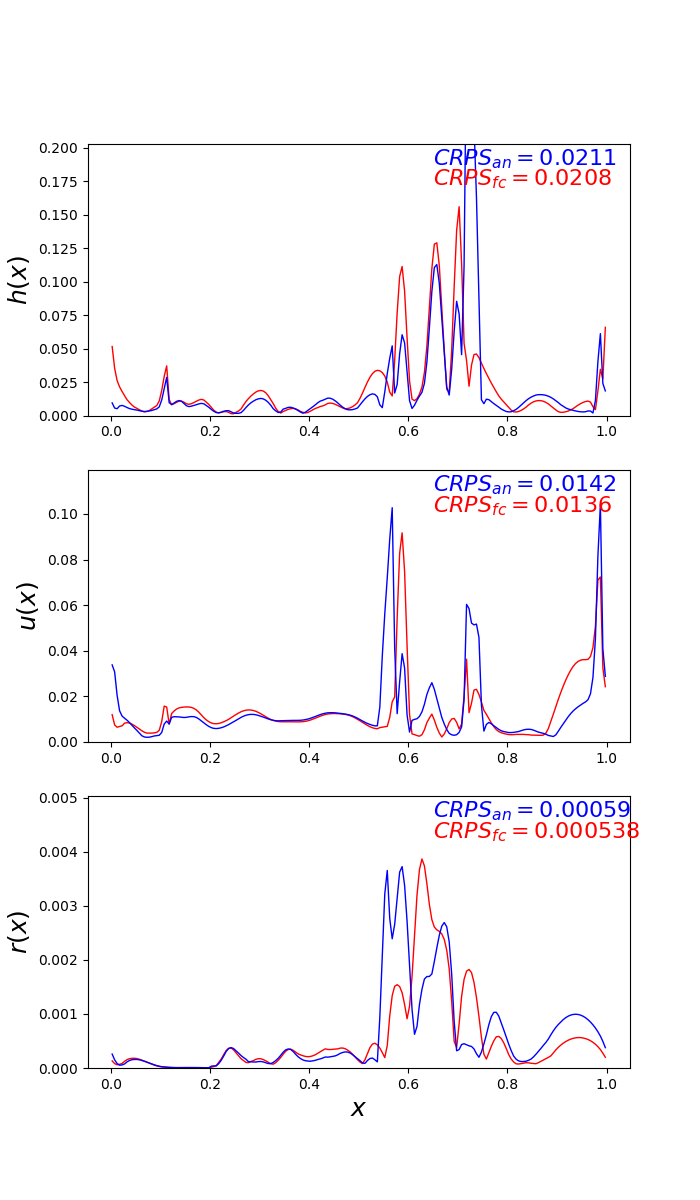 0.200
0.175
0.150
0.125
0.100
0.075
0.050
0.025
0.000
h(x)
CRPS_an = 0.0211
CRPS_fc = 0.0208
0.0 0.2 0.4 0.6 0.8 1.0
0.10
0.08
0.06
0.04
0.02
0.00
u(x)
CRPS_an = 0.0142
CRPS_fc = 0.0136
0.0 0.2 0.4 0.6 0.8 1.0
0.005
0.004
0.003
0.002
0.001
0.000
r(x)
CRPS_an = 0.00059
CRPS_fc = 0.000538
0.0 0.2 0.4 0.6 0.8 1.0
x